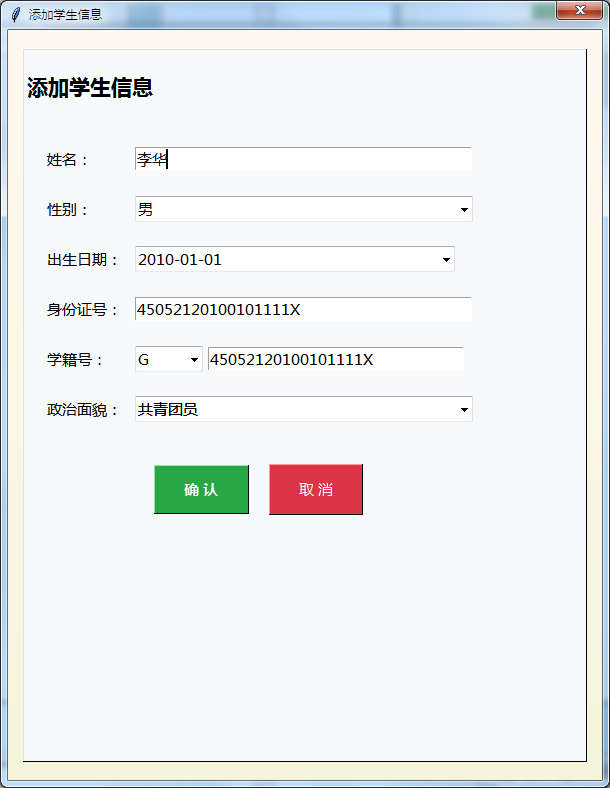 添加学生信息
添加学生信息
姓名： 李华
性别： 男
出生日期： 2010-01-01
身份证号： 45052120100101111X
学籍号： G 45052120100101111X
政治面貌： 共青团员
确 认 取 消